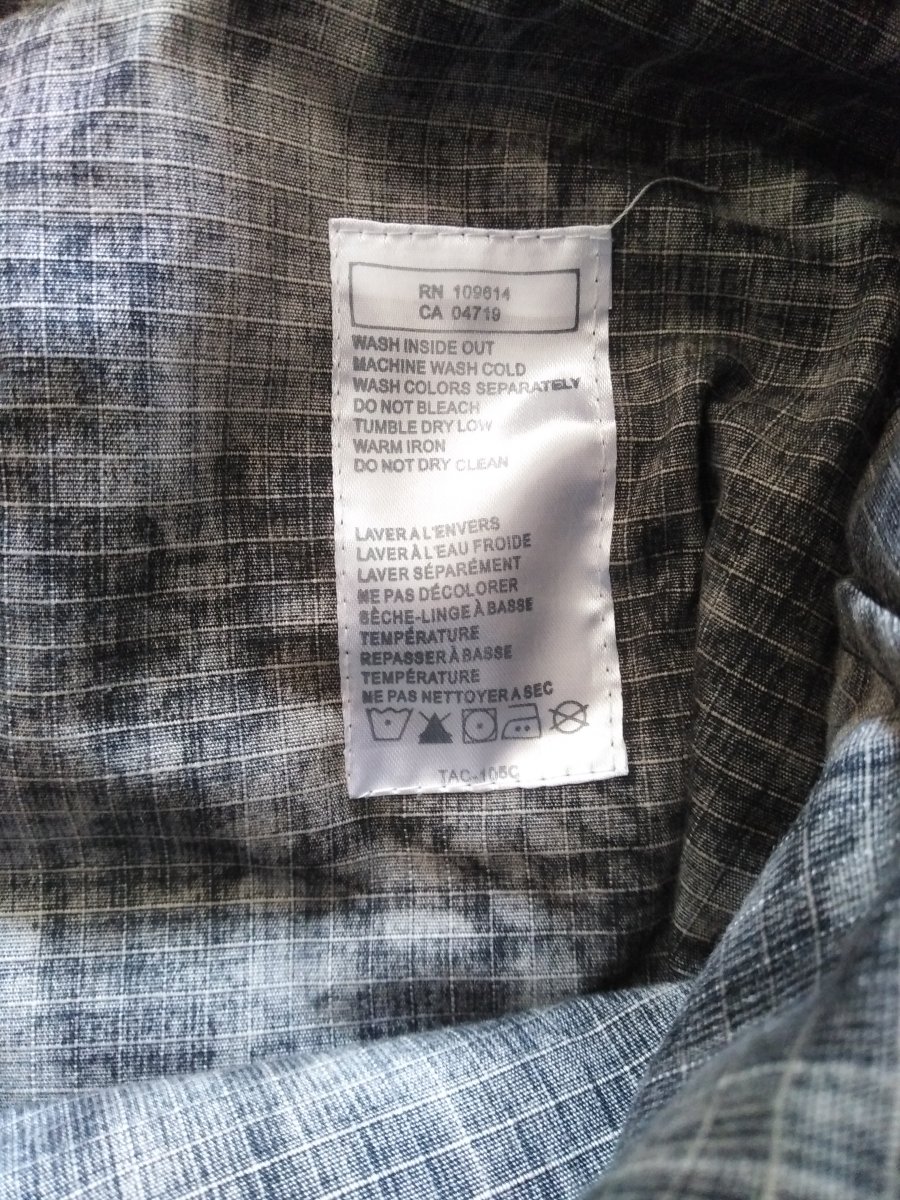 RN 109614
CA 04719
WASH INSIDE OUT
MACHINE WASH COLD
WASH COLORS SEPARATELY
DO NOT BLEACH
TUMBLE DRY LOW
WARM IRON
DO NOT DRY CLEAN
LAVER A L'ENVERS
LAVER À L'EAU FROIDE
LAVER SÉPARÉMENT
NE PAS DÉCOLORER
SÈCHE-LINGE À BASSE
TEMPÉRATURE
REPASSER À BASSE
TEMPÉRATURE
NE PAS NETTOYER A SEC
TAC-105C